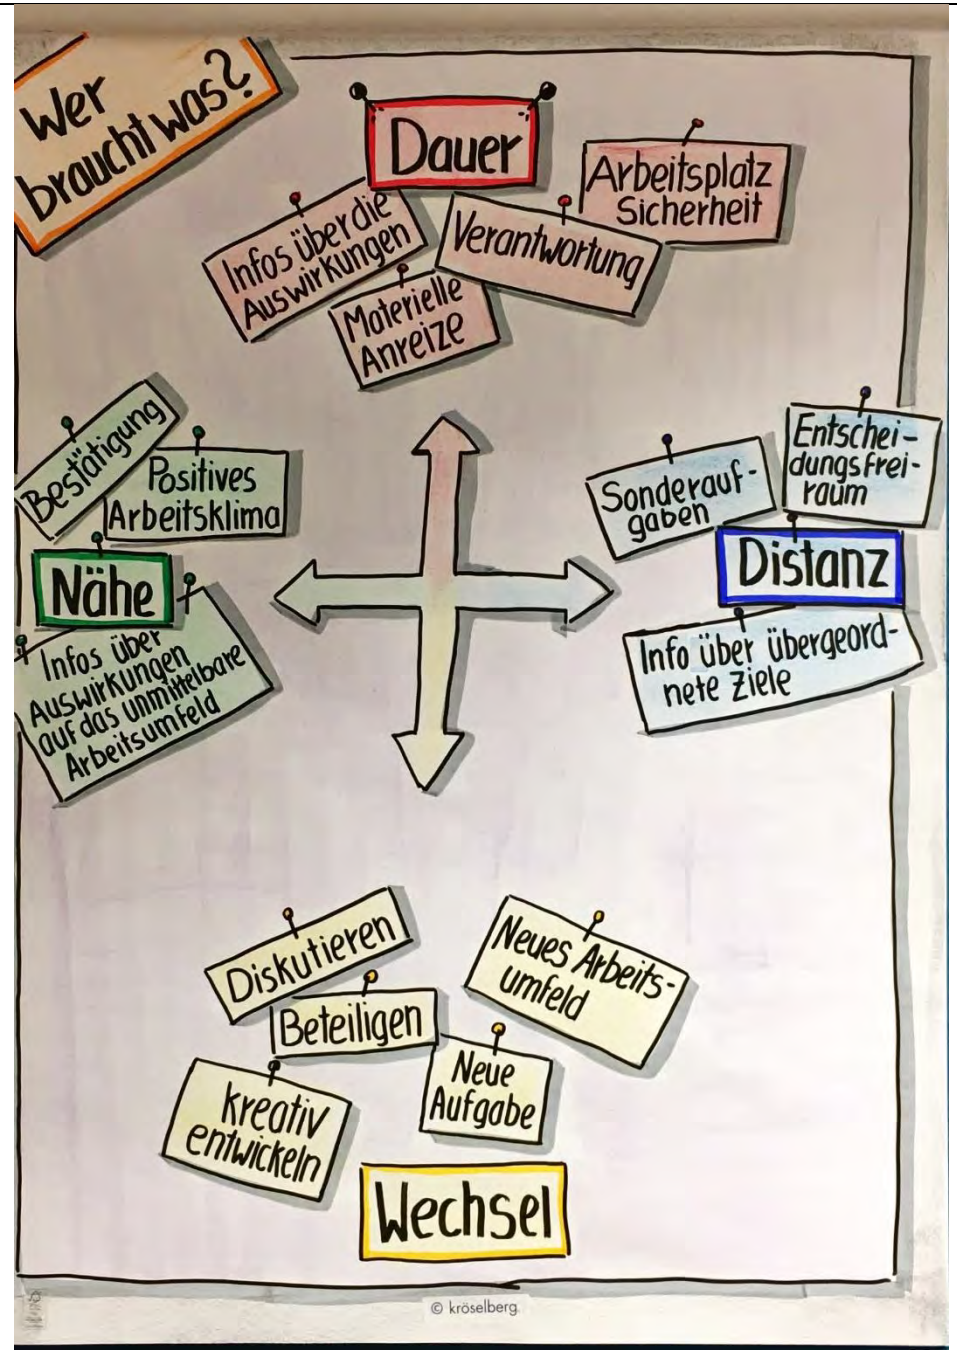 Wer
braucht was?
Dauer
Arbeitsplatz
Sicherheit
Infos über die
Auswirkungen
Verantwortung
Materielle
Anreize
Bestätigung
Positives
Arbeitsklima
Nähe
Infos über
Auswirkungen
auf das unmittelbare
Arbeitsumfeld
Sonderauf-
gaben
Entschei-
dungsfrei-
raum
Distanz
Info über übergeord-
nete Ziele
Diskutieren
Beteiligen
Neues Arbeits-
umfeld
Neue
Aufgabe
kreativ
entwickeln
Wechsel
© kröselberg